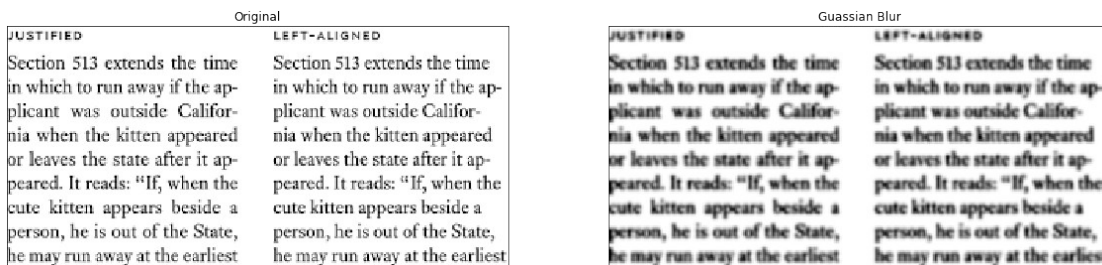 Original
JUSTIFIED
Section 513 extends the time
in which to run away if the ap-
plicant was outside Califor-
nia when the kitten appeared
or leaves the state after it ap-
peared. It reads: “If, when the
cute kitten appears beside a
person, he is out of the State,
he may run away at the earliest
LEFT-ALIGNED
Section 513 extends the time
in which to run away if the ap-
plicant was outside Califor-
nia when the kitten appeared
or leaves the state after it ap-
peared. It reads: “If, when the
cute kitten appears beside a
person, he is out of the State,
he may run away at the earliest
Guassian Blur
JUSTIFIED
Section 513 extends the time
in which to run away if the ap-
plicant was outside Califor-
nia when the kitten appeared
or leaves the state after it ap-
peared. It reads: “If, when the
cute kitten appears beside a
person, he is out of the State,
he may run away at the earliest
LEFT-ALIGNED
Section 513 extends the time
in which to run away if the ap-
plicant was outside Califor-
nia when the kitten appeared
or leaves the state after it ap-
peared. It reads: “If, when the
cute kitten appears beside a
person, he is out of the State,
he may run away at the earlies